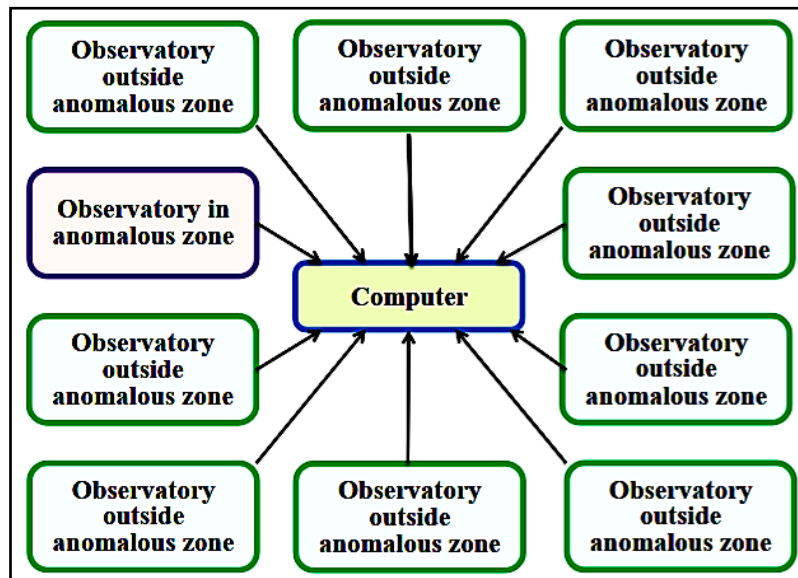 Observatory
outside
anomalous zone
Observatory
outside
anomalous zone
Observatory
outside
anomalous zone
Observatory in
anomalous zone
Observatory
outside
anomalous zone
Computer
Observatory
outside
anomalous zone
Observatory
outside
anomalous zone
Observatory
outside
anomalous zone
Observatory
outside
anomalous zone
Observatory
outside
anomalous zone